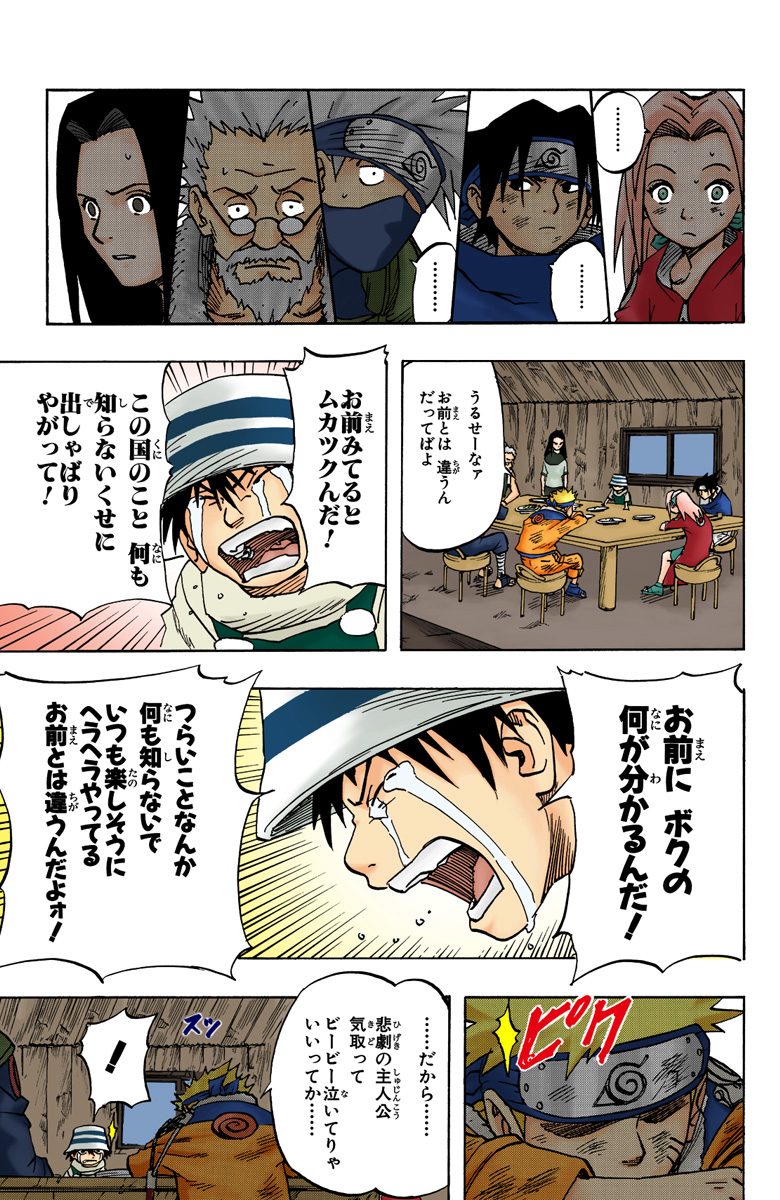 ………
………
………
うるせーなァ
お前とは 違うん
だってばよ
お前みてると
ムカツクんだ！
この国のこと 何も
知らないくせに
出しゃばり
やがって！
お前に ボクの
何が分かるんだ！
つらいことなんか
何も知らないで
いつも楽しそうに
ヘラヘラやってる
お前とは違うんだよォ！
ピク
……だから……
悲劇の主人公
気取って
ビービー泣いてりゃ
いいってか……
スッ
！